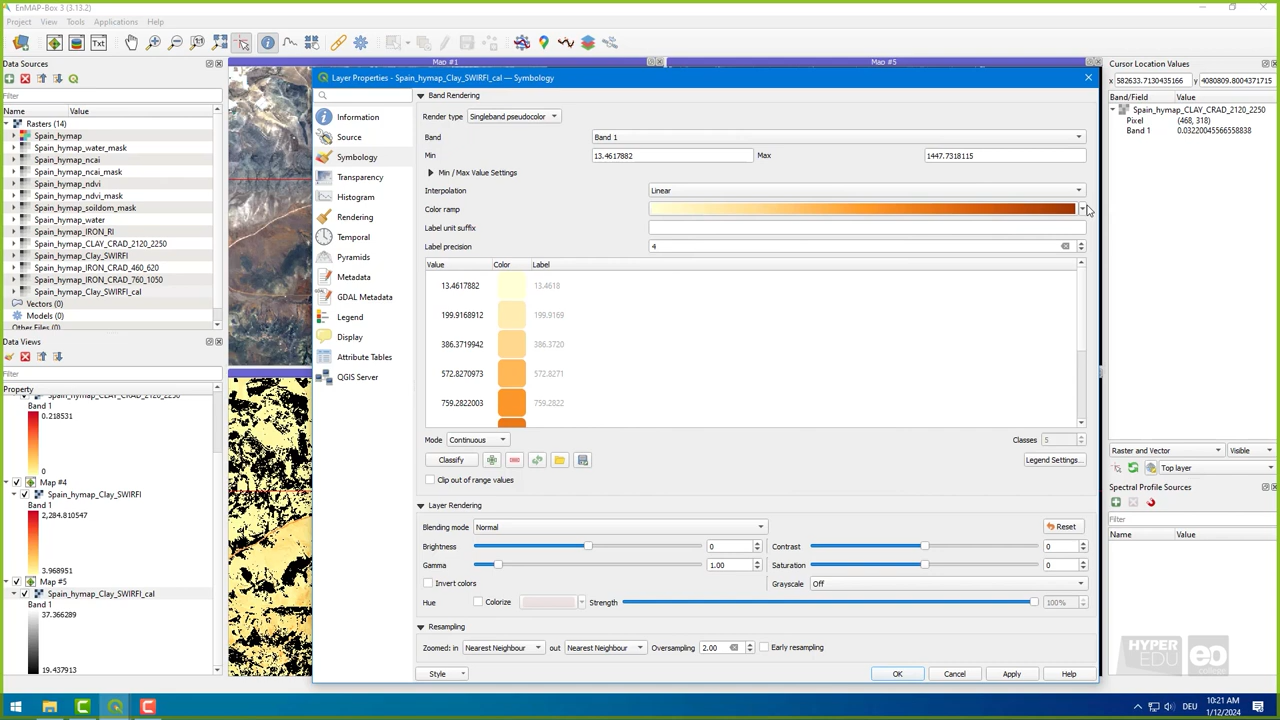 EnMAP-Box 3 (3.13.2)
Project View Tools Applications Help
Data Sources
Filter
Name Value
Rasters (14)
Spain_hymap
Spain_hymap_water_mask
Spain_hymap_ncai
Spain_hymap_ncai_mask
Spain_hymap_ndvi
Spain_hymap_ndvi_mask
Spain_hymap_soildom_mask
Spain_hymap_water
Spain_hymap_IRON_RI
Spain_hymap_CLAY_CRAD_2120_2250
Spain_hymap_Clay_SWIRFI
Spain_hymap_IRON_CRAD_460_620
Spain_hymap_IRON_CRAD_760_1050
Spain_hymap_Clay_SWIRFI_cal
Vectors (0)
Models (0)
Other Files (0)
Data Views
Filter
Property
Spain_hymap_CLAY_CRAD_2120_2250
Band 1
0.218531
0
Map #4
Spain_hymap_Clay_SWIRFI
Band 1
2,284.810547
3.968951
Map #5
Spain_hymap_Clay_SWIRFI_cal
Band 1
37.366289
19.437913
Map #1
Map #5
Layer Properties - Spain_hymap_Clay_SWIRFI_cal — Symbology
Information
Source
Symbology
Transparency
Histogram
Rendering
Temporal
Pyramids
Metadata
GDAL Metadata
Legend
Display
Attribute Tables
QGIS Server
Band Rendering
Render type Singleband pseudocolor
Band Band 1
Min 13.4617882 Max 1447.7318115
Min / Max Value Settings
Interpolation Linear
Color ramp
Label unit suffix
Label precision 4
Value Color Label
13.4617882 13.4618
199.9168912 199.9169
386.3719942 386.3720
572.8270973 572.8271
759.2822003 759.2822
Mode Continuous Classes 5
Classify Legend Settings...
Clip out of range values
Layer Rendering
Blending mode Normal Reset
Brightness 0 Contrast 0
Gamma 1.00 Saturation 0
Invert colors Grayscale Off
Hue Colorize Strength 100%
Resampling
Zoomed: in Nearest Neighbour out Nearest Neighbour Oversampling 2.00 Early resampling
Style OK Cancel Apply Help
Cursor Location Values
x 582633.7130435166 y 4080809.8004371715
Band/Field Value
Spain_hymap_CLAY_CRAD_2120_2250
Pixel (468, 318)
Band 1 0.03220045566558838
Raster and Vector Visible
Top layer
Spectral Profile Sources
Filter
Name Value
HYPER
EDU
eo
college
DEU
10:21 AM
1/12/2024
Txt